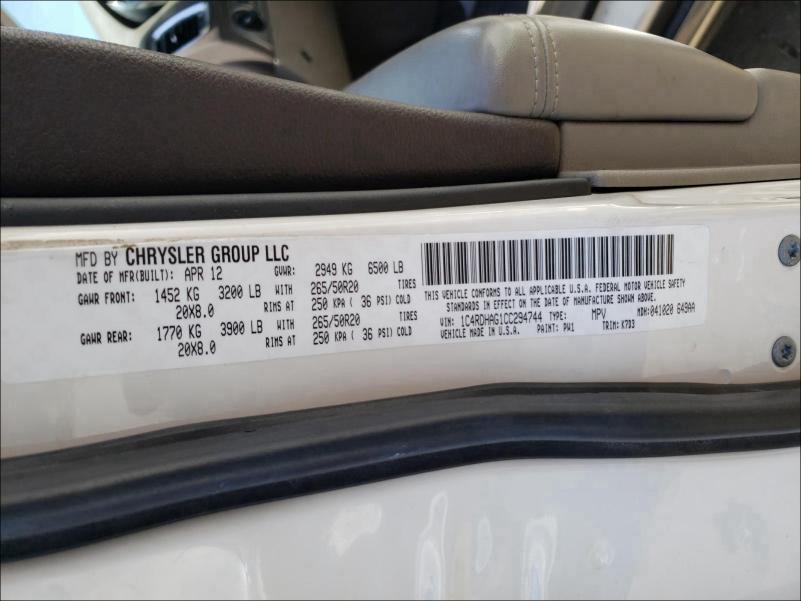 MFD BY CHRYSLER GROUP LLC
DATE OF MFR(BUILT): APR 12 GVWR: 2949 KG 6500 LB
GAWR FRONT: 1452 KG 3200 LB WITH 265/50R20 TIRES
20X8.0 RIMS AT 250 KPA ( 36 PSI) COLD
GAWR REAR: 1770 KG 3900 LB WITH 265/50R20 TIRES
20X8.0 RIMS AT 250 KPA ( 36 PSI) COLD
THIS VEHICLE CONFORMS TO ALL APPLICABLE U.S.A. FEDERAL MOTOR VEHICLE SAFETY
STANDARDS IN EFFECT ON THE DATE OF MANUFACTURE SHOWN ABOVE.
VIN: 1C4RDHAG1CC294744 TYPE: MPV MDH:041020 649AA
VEHICLE MADE IN U.S.A. PAINT: PW1 TRIM: K7D3